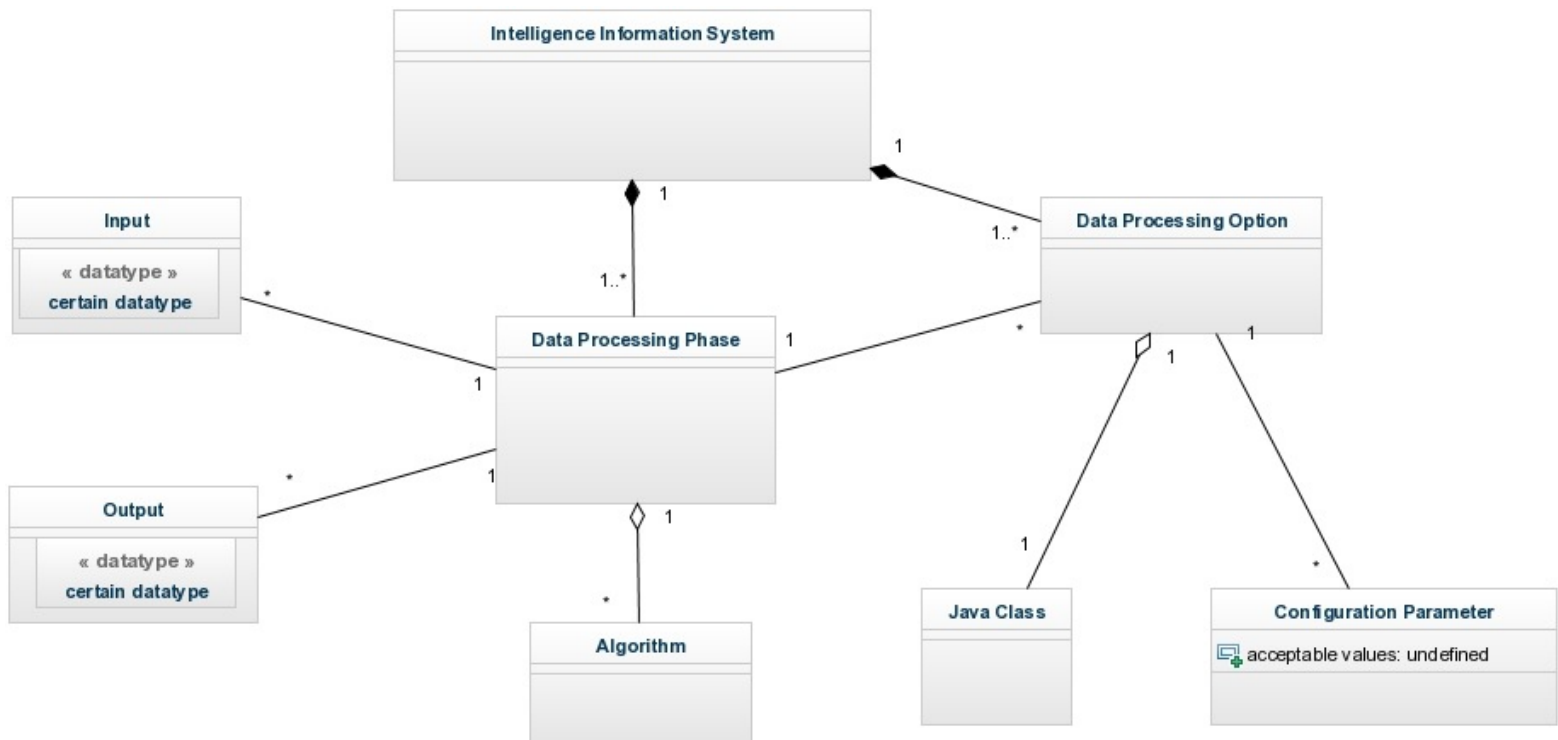 Intelligence Information System
1
1
1..*
1..*
Input
« datatype »
certain datatype
*
1
Data Processing Phase
1
Data Processing Option
*
1
1
Output
« datatype »
certain datatype
*
1
1
*
Algorithm
1
Java Class
*
Configuration Parameter
acceptable values: undefined